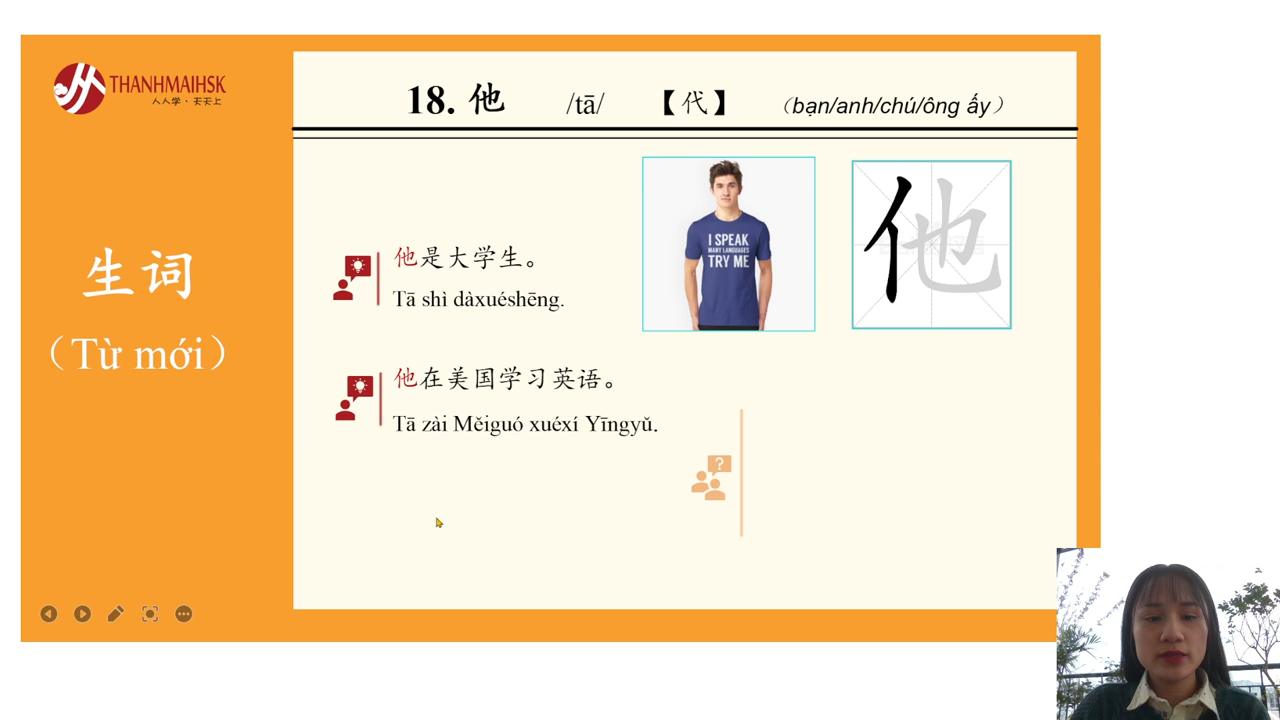 THANHMAIHSK
人人学·天天上
18. 他 /tā/ 【代】 （bạn/anh/chú/ông ấy）
生词
（Từ mới）
他是大学生。
Tā shì dàxuéshēng.
I SPEAK
MANY LANGUAGES
TRY ME
他
他在美国学习英语。
Tā zài Měiguó xuéxí Yīngyǔ.
?